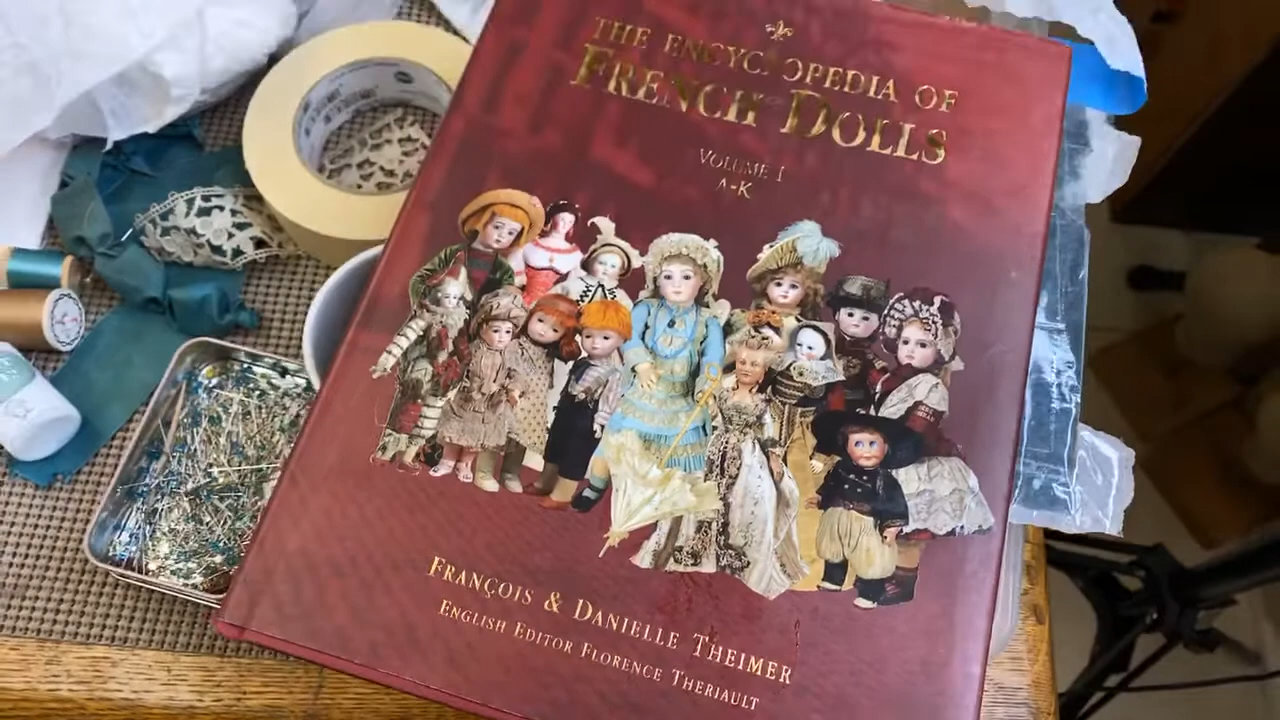 THE ENCYCLOPEDIA OF
FRENCH DOLLS
VOLUME I
A-K
FRANÇOIS & DANIELLE THEIMER
ENGLISH EDITOR FLORENCE THERIAULT